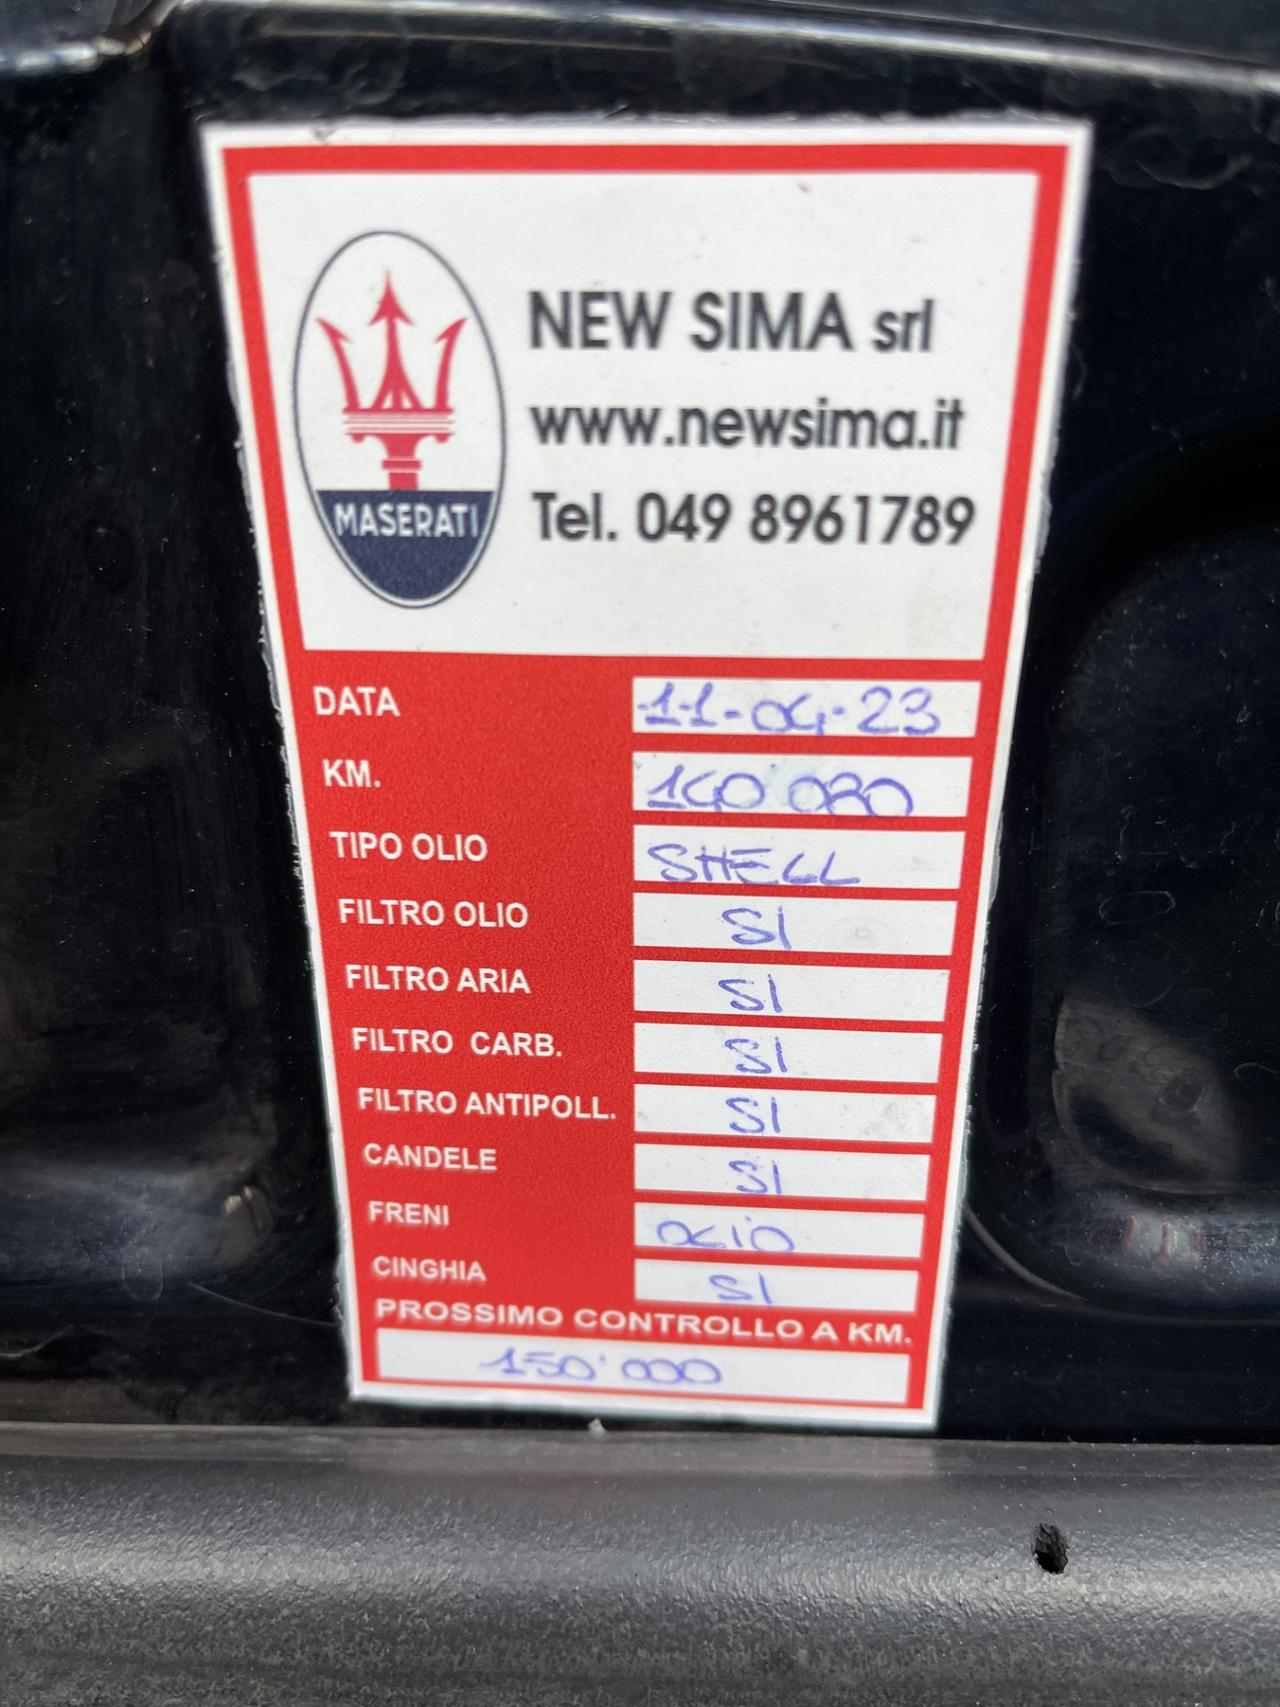 NEW SIMA srl
www.newsima.it
MASERATI
Tel. 049 8961789
DATA 11-04-23
KM. 140'080
TIPO OLIO SHELL
FILTRO OLIO SI
FILTRO ARIA SI
FILTRO CARB. SI
FILTRO ANTIPOLL. SI
CANDELE SI
FRENI OLIO
CINGHIA SI
PROSSIMO CONTROLLO A KM.
150'000